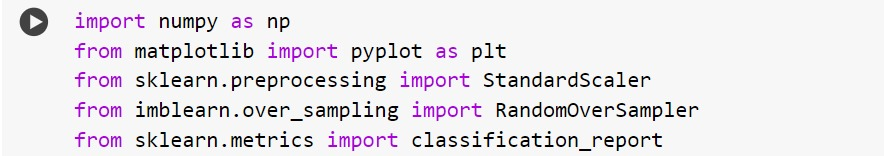 import numpy as np
from matplotlib import pyplot as plt
from sklearn.preprocessing import StandardScaler
from imblearn.over_sampling import RandomOverSampler
from sklearn.metrics import classification_report